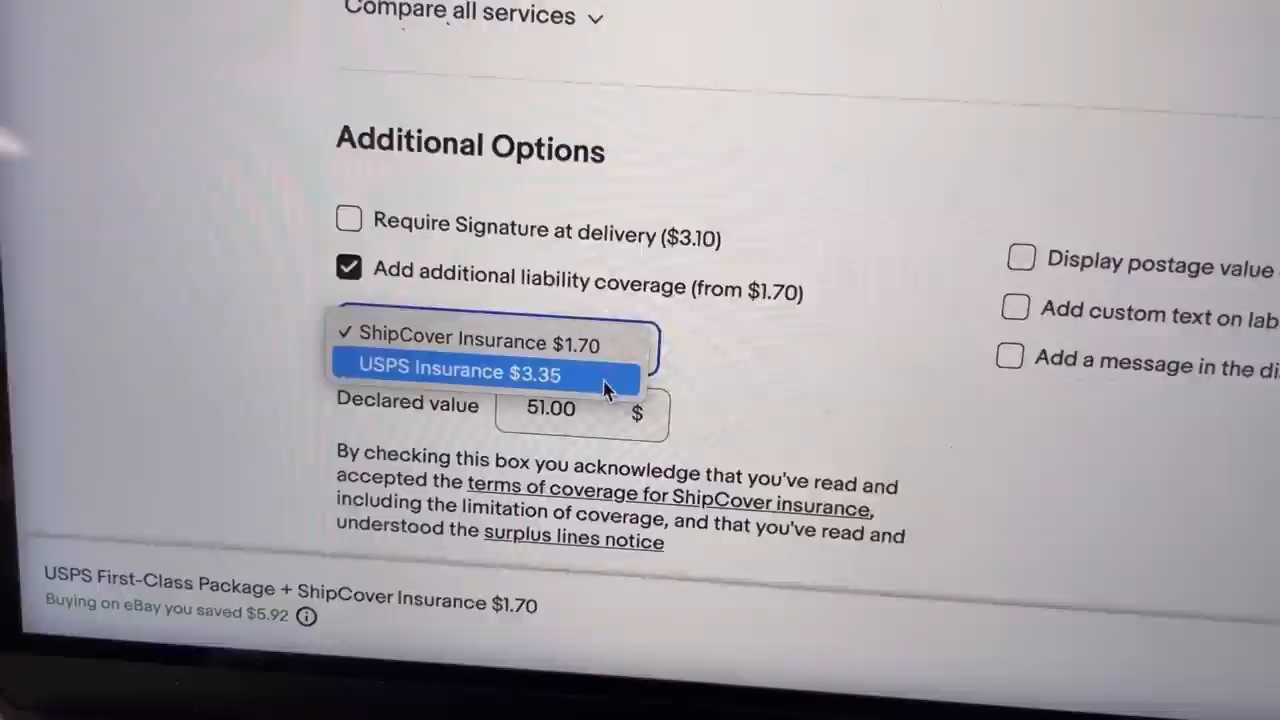 Compare all services
Additional Options
Require Signature at delivery ($3.10)
Add additional liability coverage (from $1.70)
ShipCover Insurance $1.70
USPS Insurance $3.35
Declared value 51.00 $
By checking this box you acknowledge that you've read and
accepted the terms of coverage for ShipCover insurance,
including the limitation of coverage, and that you've read and
understood the surplus lines notice
Display postage value
Add custom text on lab
Add a message in the di
USPS First-Class Package + ShipCover Insurance $1.70
Buying on eBay you saved $5.92